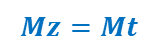 Mz = Mt